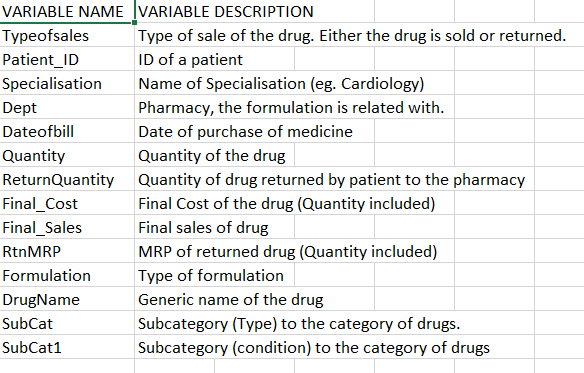 VARIABLE NAME VARIABLE DESCRIPTION
Typeofsales Type of sale of the drug. Either the drug is sold or returned.
Patient_ID ID of a patient
Specialisation Name of Specialisation (eg. Cardiology)
Dept Pharmacy, the formulation is related with.
Dateofbill Date of purchase of medicine
Quantity Quantity of the drug
ReturnQuantity Quantity of drug returned by patient to the pharmacy
Final_Cost Final Cost of the drug (Quantity included)
Final_Sales Final sales of drug
RtnMRP MRP of returned drug (Quantity included)
Formulation Type of formulation
DrugName Generic name of the drug
SubCat Subcategory (Type) to the category of drugs.
SubCat1 Subcategory (condition) to the category of drugs